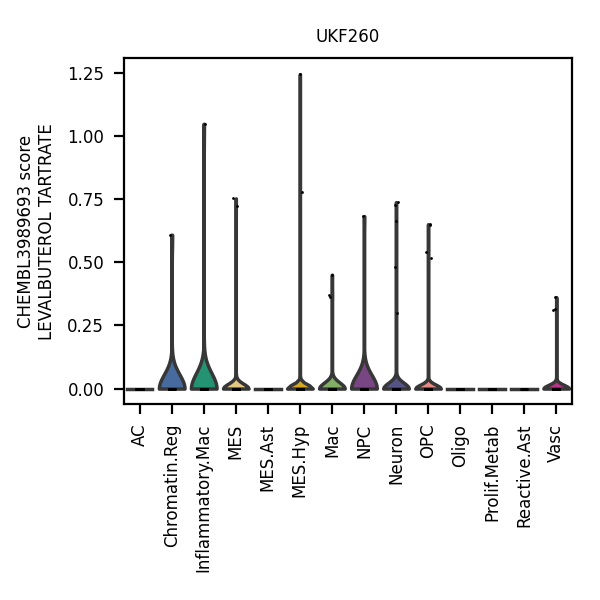 UKF260
CHEMBL3989693 score
LEVALBUTEROL TARTRATE
1.25
1.00
0.75
0.50
0.25
0.00
AC
Chromatin.Reg
Inflammatory.Mac
MES
MES.Ast
MES.Hyp
Mac
NPC
Neuron
OPC
Oligo
Prolif.Metab
Reactive.Ast
Vasc